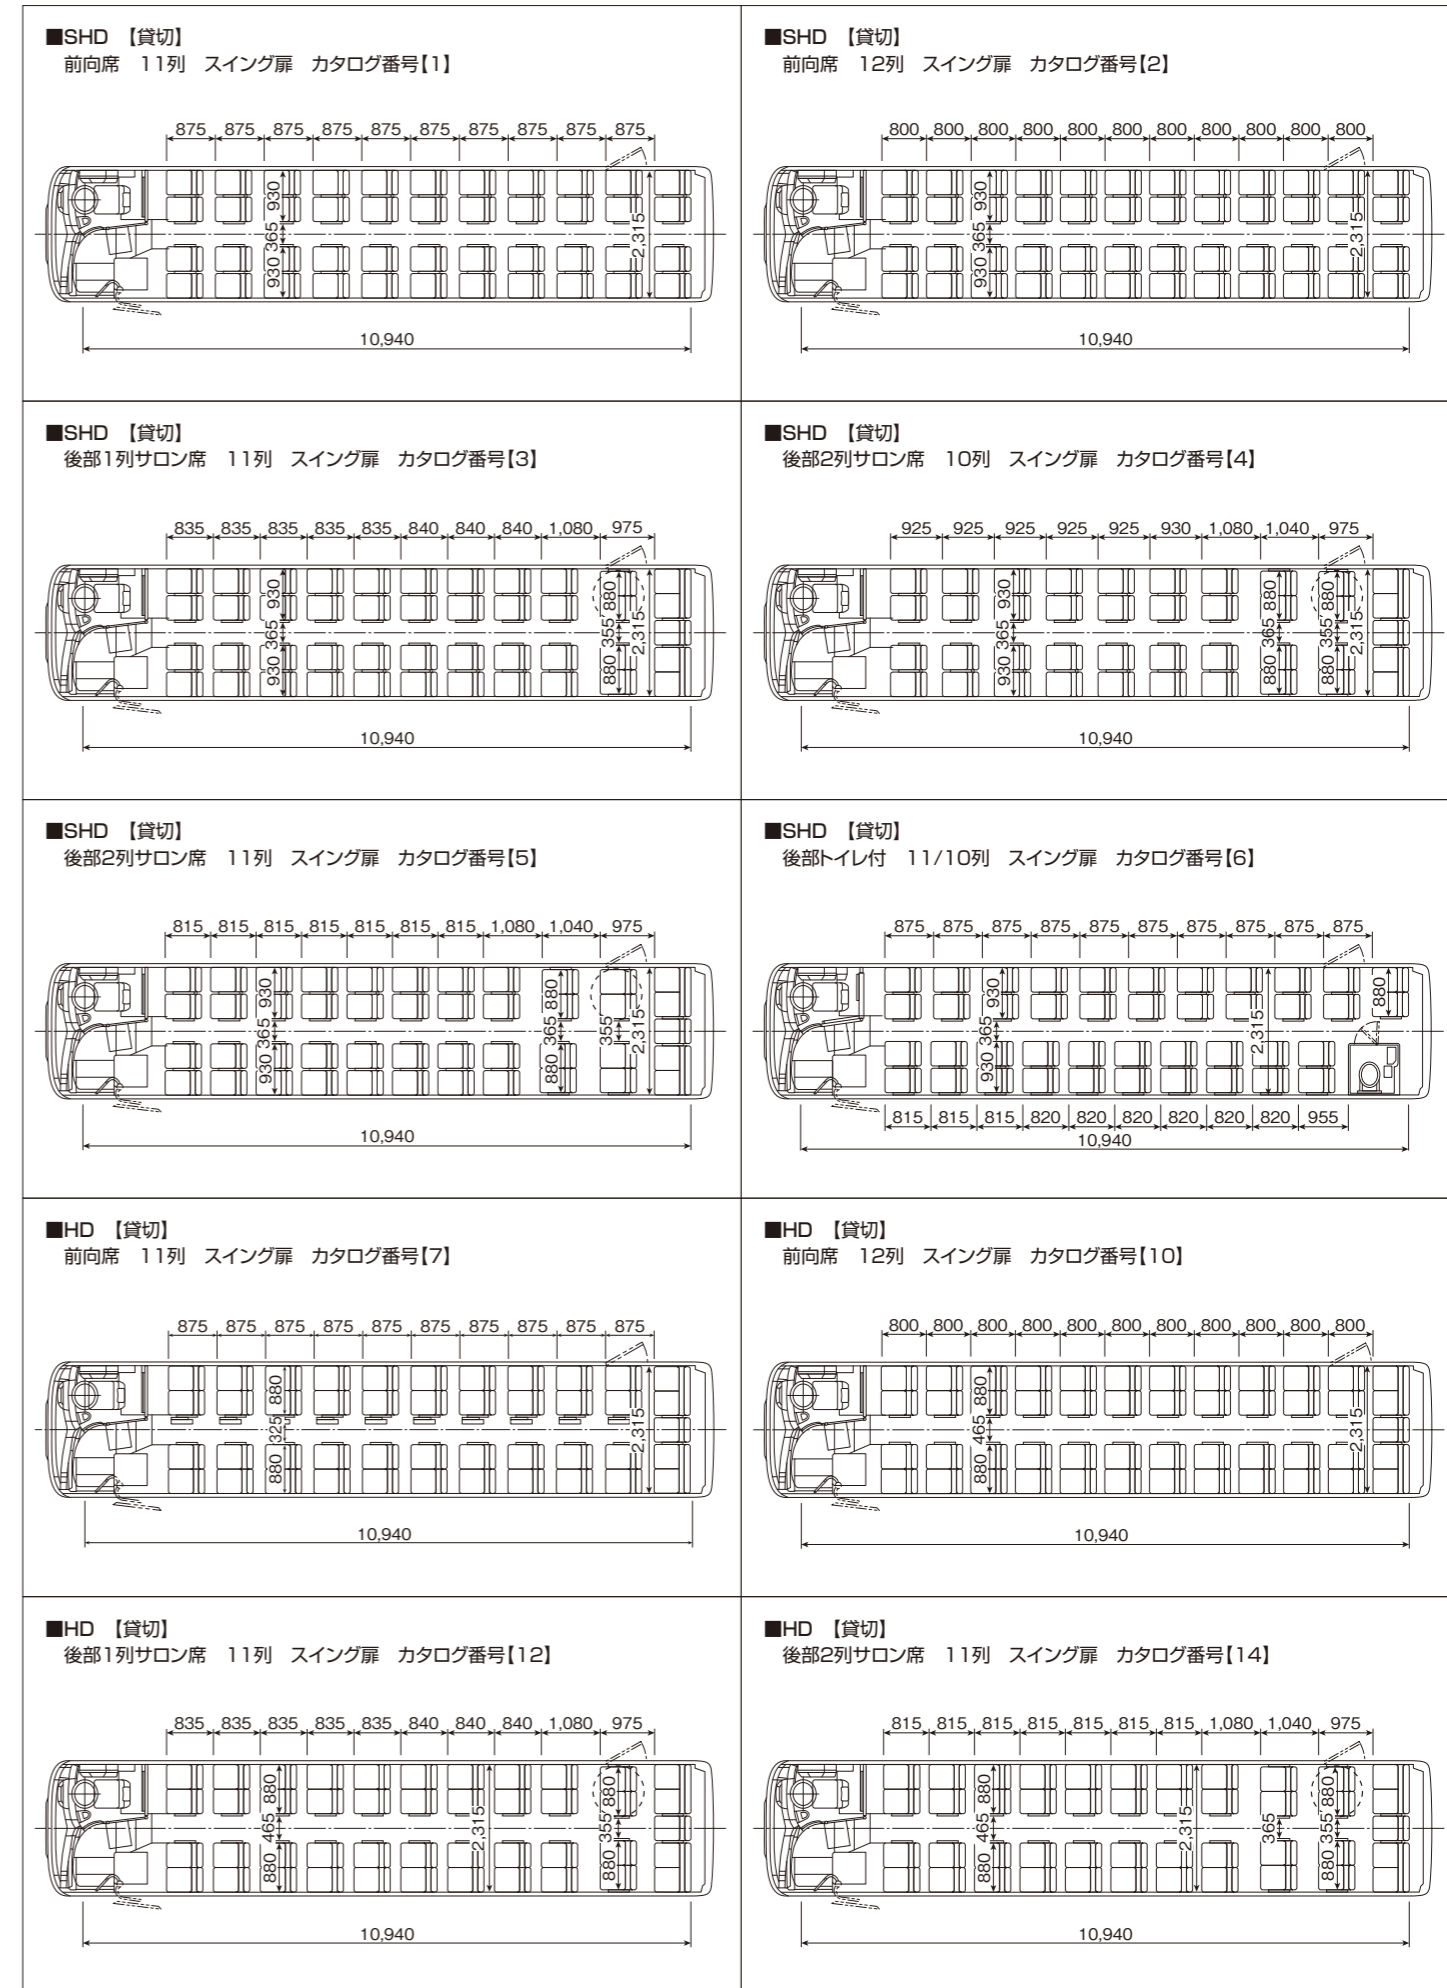 ■SHD 【貸切】
前向席 11列 スイング扉 カタログ番号【1】
875 875 875 875 875 875 875 875 875 875
930
365
930
2,315
10,940
■SHD 【貸切】
前向席 12列 スイング扉 カタログ番号【2】
800 800 800 800 800 800 800 800 800 800 800
930
365
930
2,315
10,940
■SHD 【貸切】
後部1列サロン席 11列 スイング扉 カタログ番号【3】
835 835 835 835 835 840 840 840 1,080 975
930
365
930
880
355
880
2,315
10,940
■SHD 【貸切】
後部2列サロン席 10列 スイング扉 カタログ番号【4】
925 925 925 925 925 930 1,080 1,040 975
930
365
930
880
365
880
880
355
880
2,315
10,940
■SHD 【貸切】
後部2列サロン席 11列 スイング扉 カタログ番号【5】
815 815 815 815 815 815 815 1,080 1,040 975
930
365
930
880
365
880
355
2,315
10,940
■SHD 【貸切】
後部トイレ付 11/10列 スイング扉 カタログ番号【6】
875 875 875 875 875 875 875 875 875 875
930
365
930
2,315
880
815 815 815 820 820 820 820 820 820 955
10,940
■HD 【貸切】
前向席 11列 スイング扉 カタログ番号【7】
875 875 875 875 875 875 875 875 875 875
880
325
880
2,315
10,940
■HD 【貸切】
前向席 12列 スイング扉 カタログ番号【10】
800 800 800 800 800 800 800 800 800 800 800
880
465
880
2,315
10,940
■HD 【貸切】
後部1列サロン席 11列 スイング扉 カタログ番号【12】
835 835 835 835 835 840 840 840 1,080 975
880
465
880
2,315
880
355
880
10,940
■HD 【貸切】
後部2列サロン席 11列 スイング扉 カタログ番号【14】
815 815 815 815 815 815 815 1,080 1,040 975
880
465
880
2,315
365
880
355
880
10,940